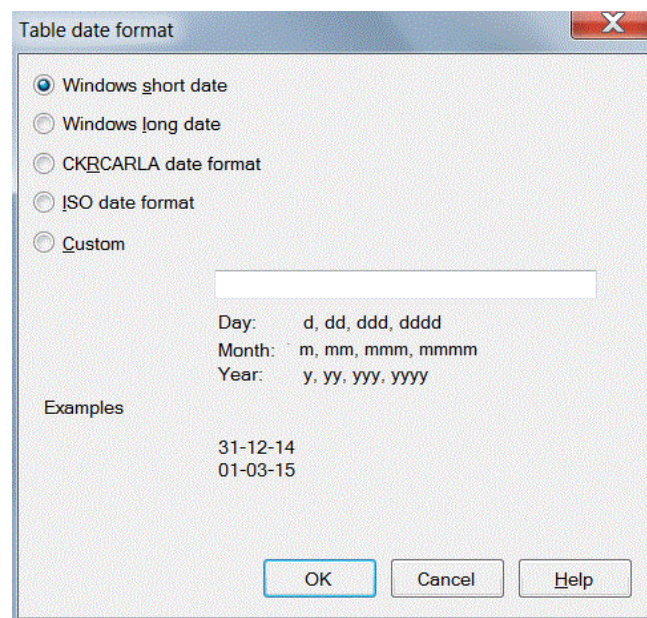 Table date format
Windows short date
Windows long date
CKRCARLA date format
ISO date format
Custom
Day: d, dd, ddd, dddd
Month: m, mm, mmm, mmmm
Year: y, yy, yyy, yyyy
Examples
31-12-14
01-03-15
OK Cancel Help